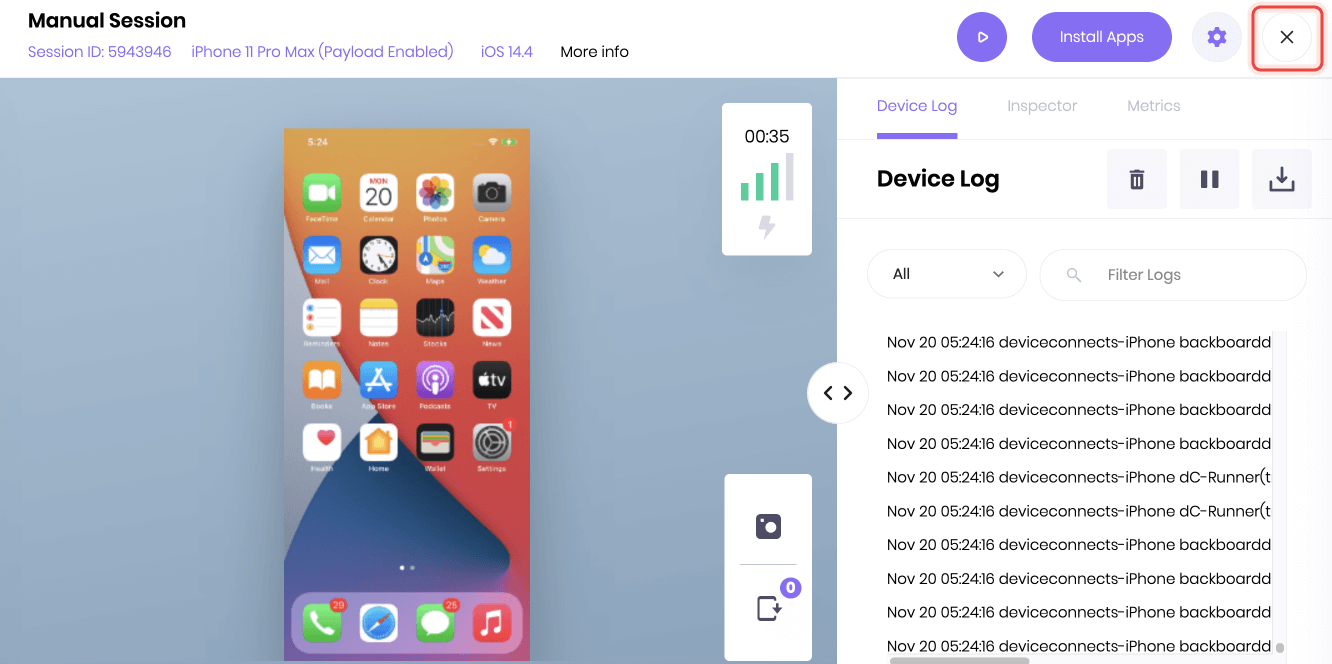 Manual Session
Session ID: 5943946 iPhone 11 Pro Max (Payload Enabled) iOS 14.4 More info
Install Apps
5:24
00:35
MON
20
FaceTime Calendar Photos Camera
Mail Clock Maps Weather
Reminders Notes Stocks News
tv
Books App Store Podcasts TV
1
Health Home Wallet Settings
29 25
0
Device Log Inspector Metrics
Device Log
All Filter Logs
Nov 20 05:24:16 deviceconnects-iPhone backboardd
Nov 20 05:24:16 deviceconnects-iPhone backboardd
Nov 20 05:24:16 deviceconnects-iPhone backboardd
Nov 20 05:24:16 deviceconnects-iPhone backboardd
Nov 20 05:24:16 deviceconnects-iPhone dC-Runner(t
Nov 20 05:24:16 deviceconnects-iPhone dC-Runner(t
Nov 20 05:24:16 deviceconnects-iPhone backboardd
Nov 20 05:24:16 deviceconnects-iPhone backboardd
Nov 20 05:24:16 deviceconnects-iPhone backboardd
Nov 20 05:24:16 deviceconnects-iPhone backboardd